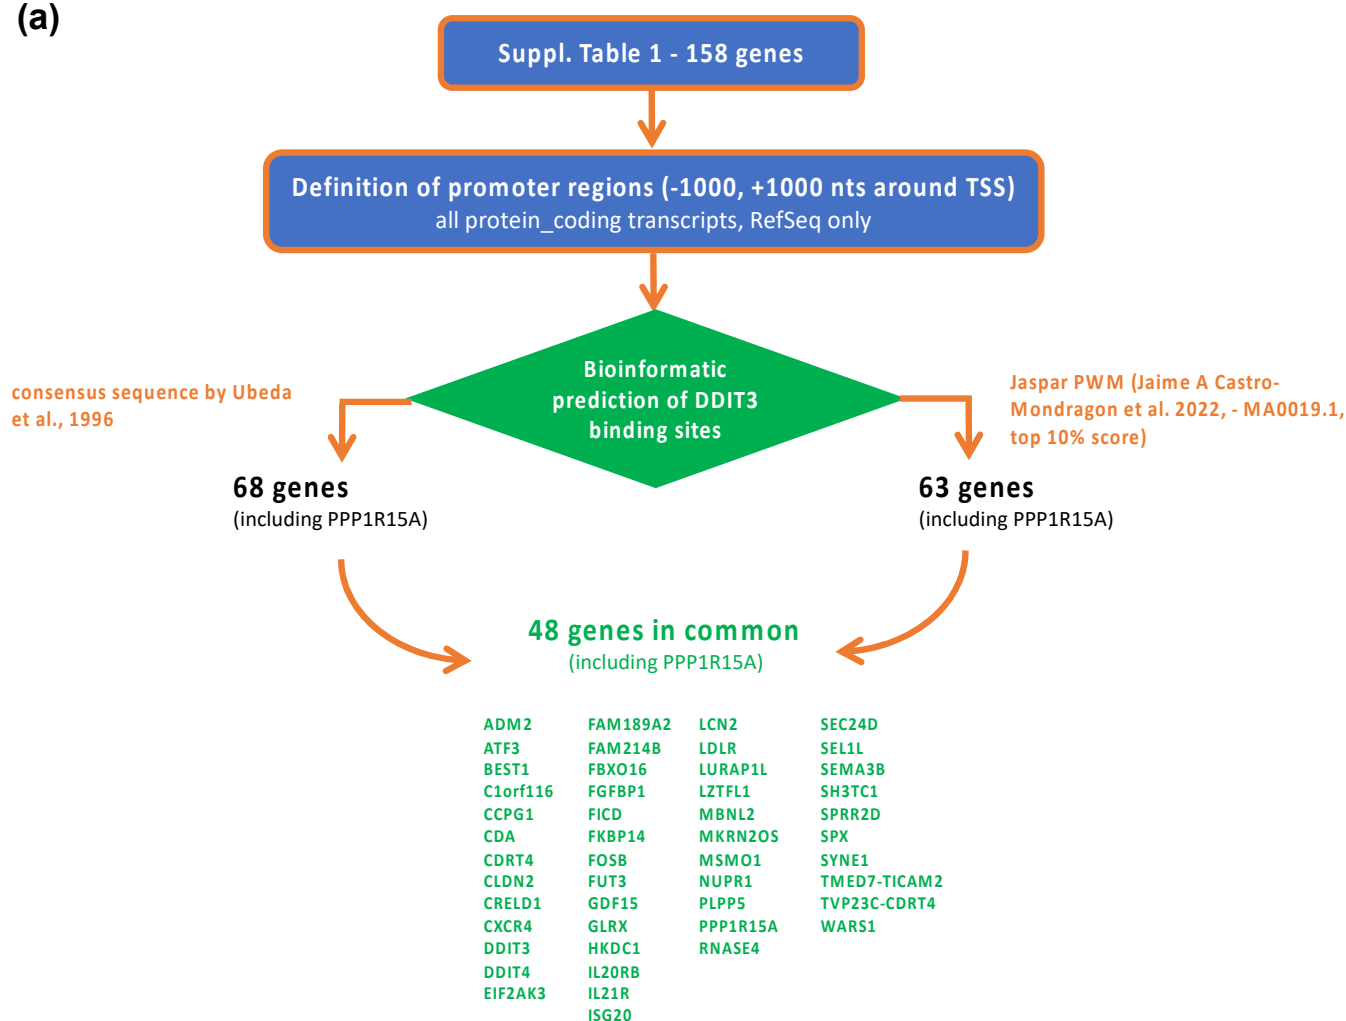 (a)
Suppl. Table 1 - 158 genes
Definition of promoter regions (-1000, +1000 nts around TSS)
all protein_coding transcripts, RefSeq only
Bioinformatic
prediction of DDIT3
binding sites
consensus sequence by Ubeda
et al., 1996
Jaspar PWM (Jaime A Castro-
Mondragon et al. 2022, - MA0019.1,
top 10% score)
68 genes
(including PPP1R15A)
63 genes
(including PPP1R15A)
48 genes in common
(including PPP1R15A)
ADM2
ATF3
BEST1
C1orf116
CCPG1
CDA
CDRT4
CLDN2
CRELD1
CXCR4
DDIT3
DDIT4
EIF2AK3
FAM189A2
FAM214B
FBXO16
FGFBP1
FICD
FKBP14
FOSB
FUT3
GDF15
GLRX
HKDC1
IL20RB
IL21R
ISG20
LCN2
LDLR
LURAP1L
LZTFL1
MBNL2
MKRN2OS
MSMO1
NUPR1
PLPP5
PPP1R15A
RNASE4
SEC24D
SEL1L
SEMA3B
SH3TC1
SPRR2D
SPX
SYNE1
TMED7-TICAM2
TVP23C-CDRT4
WARS1